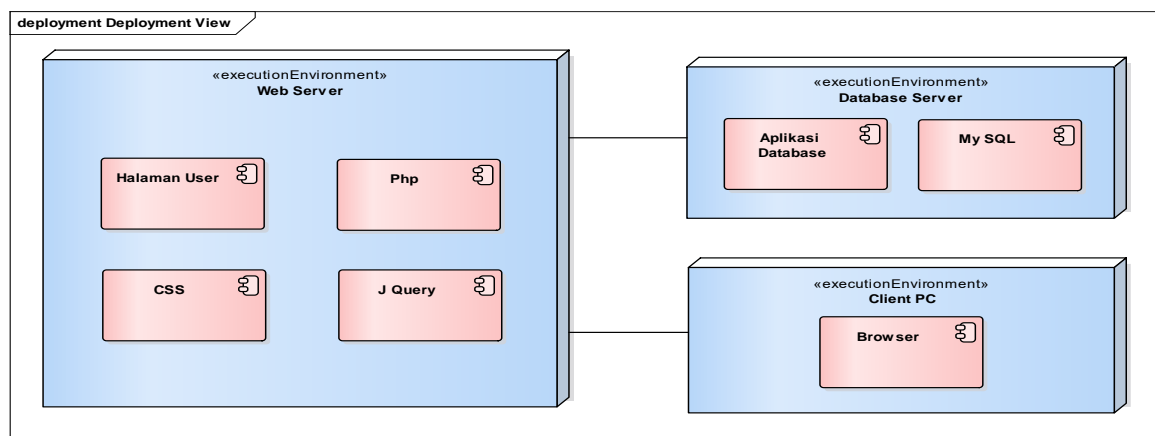 deployment Deployment View
«executionEnvironment»
Web Server
Halaman User
Php
CSS
J Query
«executionEnvironment»
Database Server
Aplikasi
Database
My SQL
«executionEnvironment»
Client PC
Browser